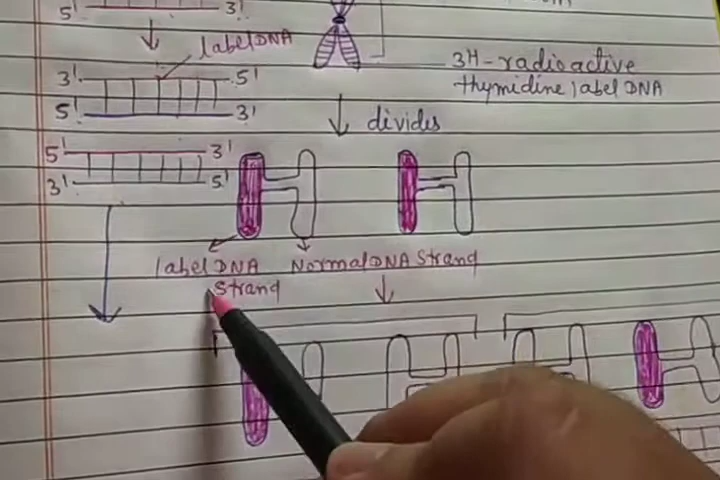 5' 3'
label DNA
3' 5'
5' 3'
3H-radioactive
thymidine label DNA
divides
5' 3'
3' 5'
label DNA Strand
Normal DNA Strand